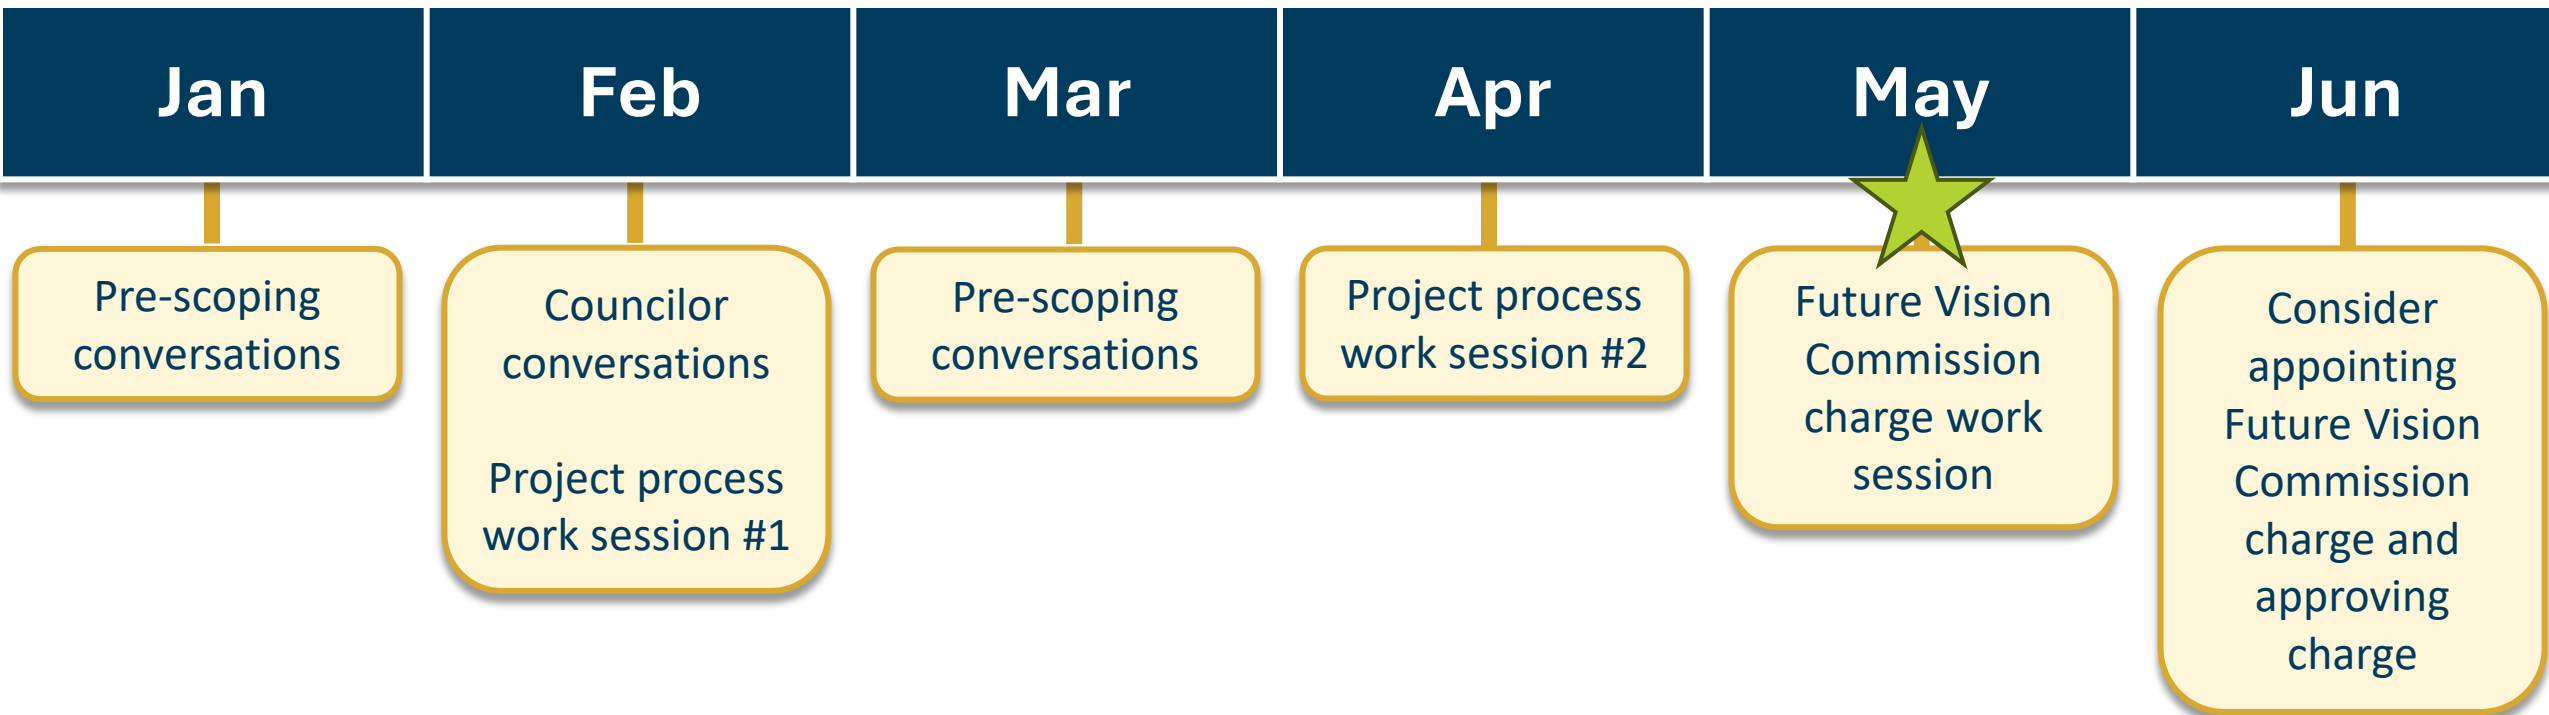 Jan
Feb
Mar
Apr
May
Jun
Pre-scoping
conversations
Councilor
conversations
Project process
work session #1
Pre-scoping
conversations
Project process
work session #2
Future Vision
Commission
charge work
session
Consider
appointing
Future Vision
Commission
charge and
approving
charge